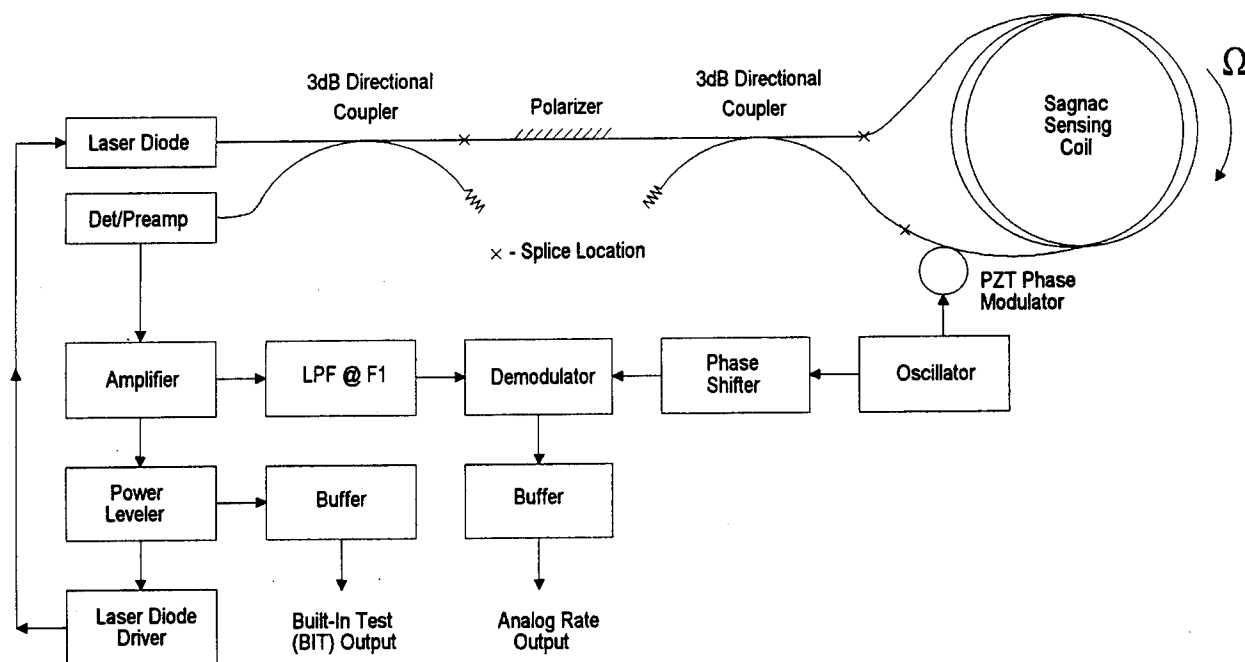 3dB Directional
Coupler
Polarizer
3dB Directional
Coupler
Ω
Sagnac
Sensing
Coil
Laser Diode
Det/Preamp
× - Splice Location
PZT Phase
Modulator
Amplifier
LPF @ F1
Demodulator
Phase
Shifter
Oscillator
Power
Leveler
Buffer
Buffer
Laser Diode
Driver
Built-In Test
(BIT) Output
Analog Rate
Output